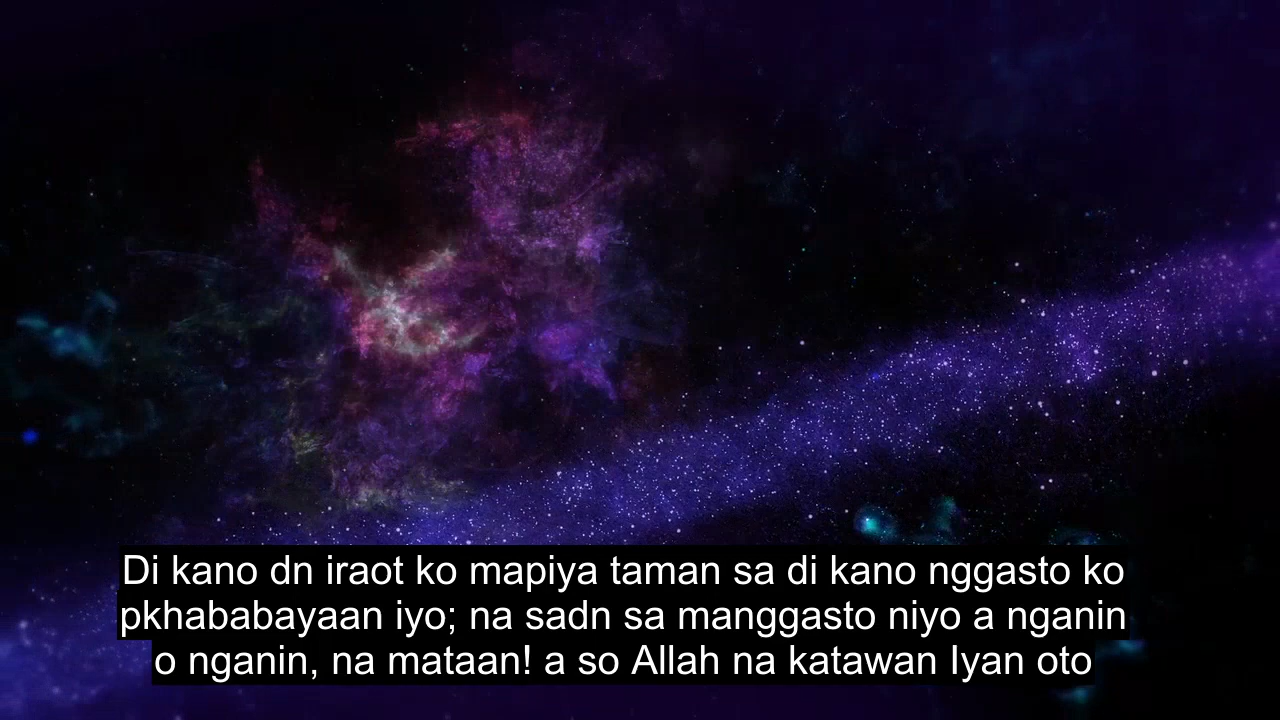 Di kano dn iraot ko mapiya taman sa di kano nggasto ko
pkhababayaan iyo; na sadn sa manggasto niyo a nganin
o nganin, na mataan! a so Allah na katawan Iyan oto